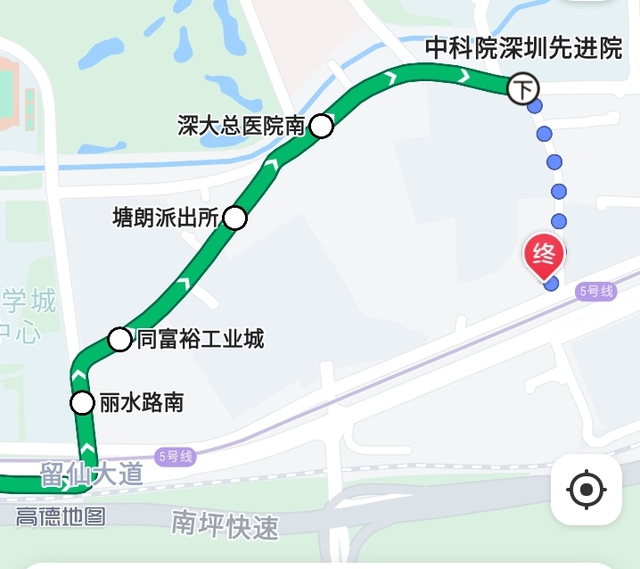 中科院深圳先进院
下
深大总医院南
塘朗派出所
终
5号线
学城
中心
同富裕工业城
丽水路南
5号线
留仙大道
高德地图
南坪快速